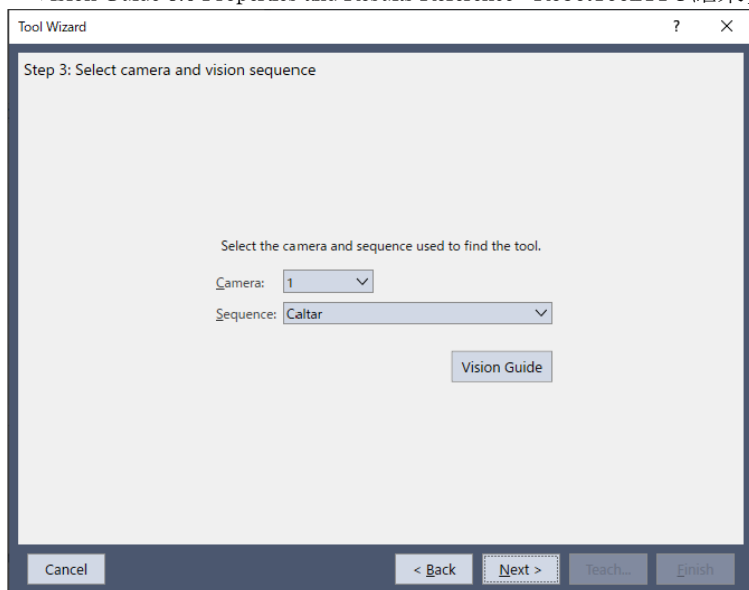 Tool Wizard ? ×
Step 3: Select camera and vision sequence
Select the camera and sequence used to find the tool.
Camera: 1
Sequence: Caltar
Vision Guide
Cancel < Back Next > Teach... Finish